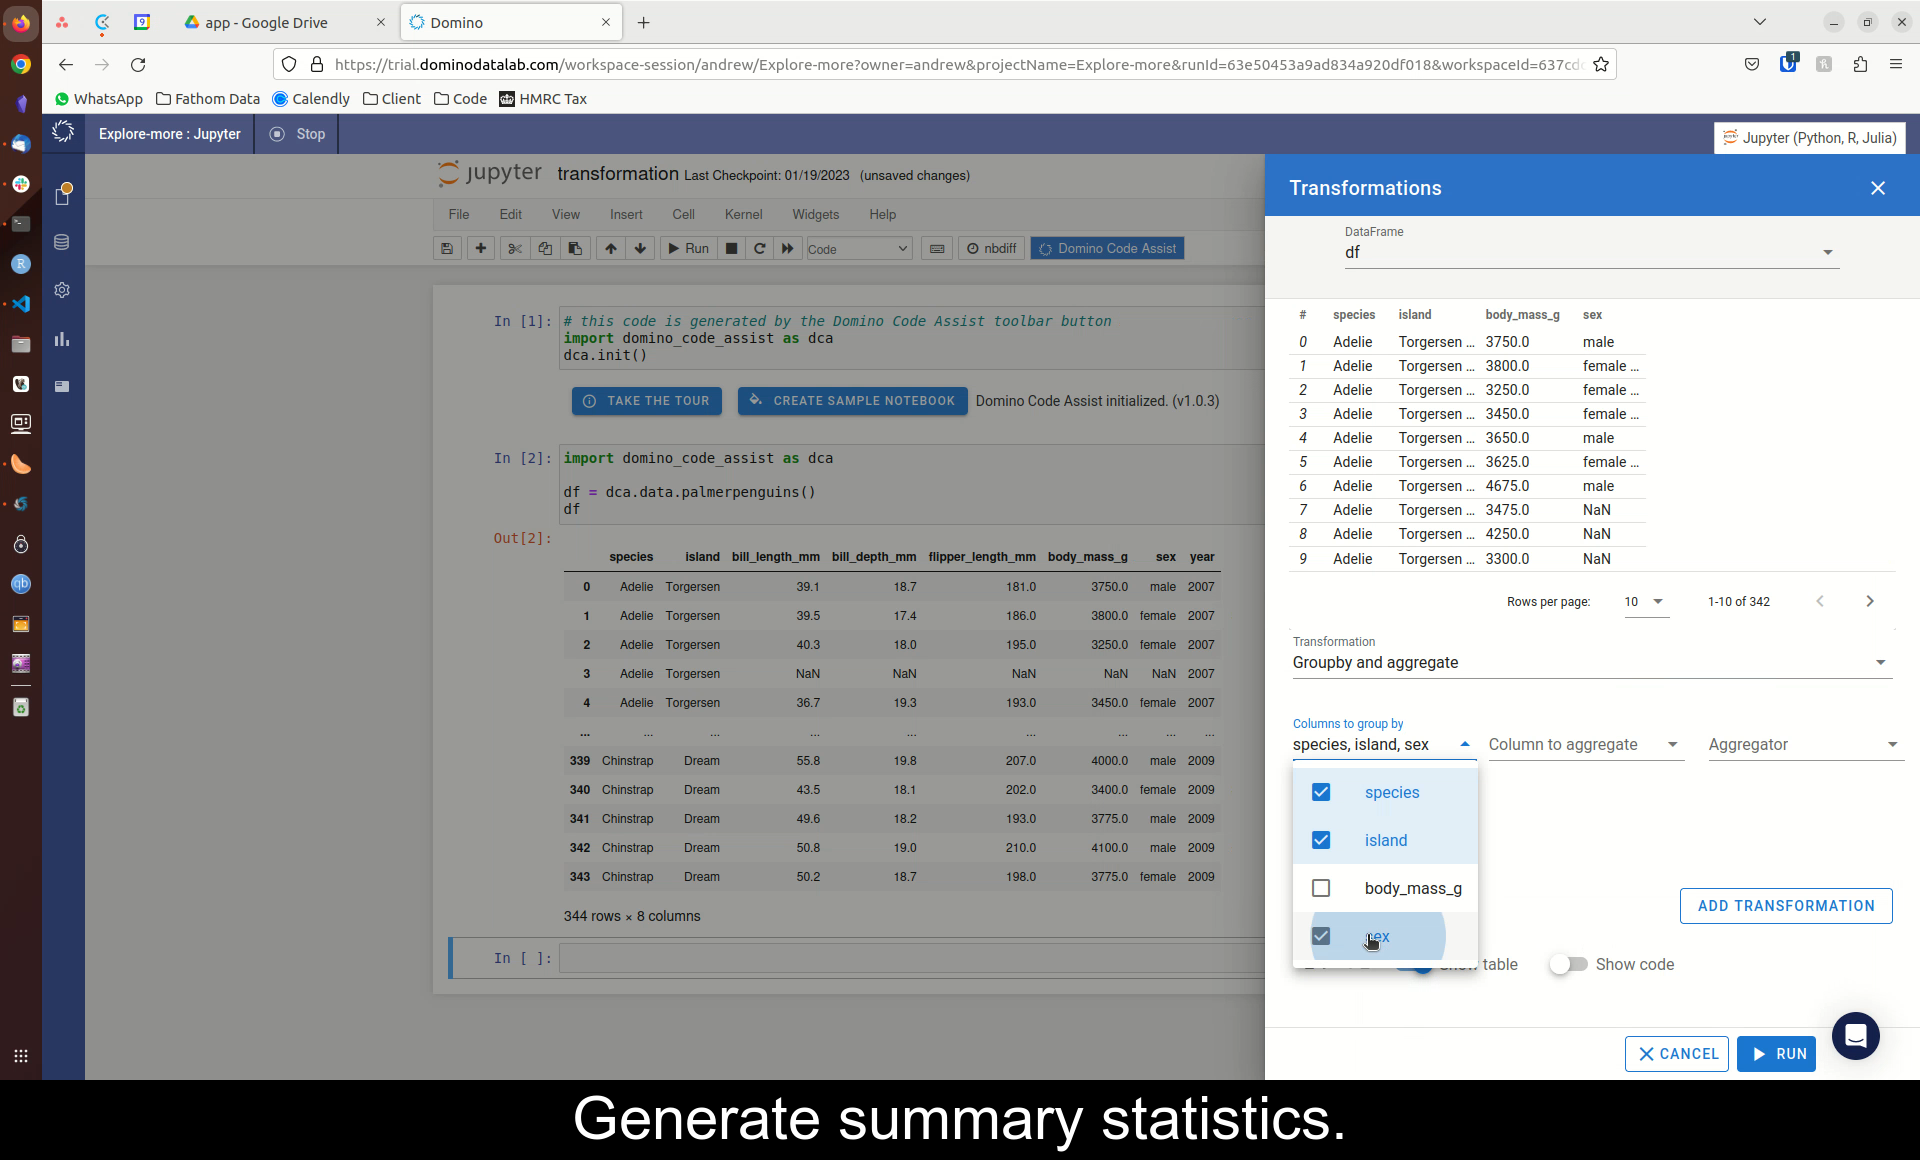 app - Google Drive
Domino
https://trial.dominodatalab.com/workspace-session/andrew/Explore-more?owner=andrew&projectName=Explore-more&runId=63e50453a9ad834a920df018&workspaceId=637cd
WhatsApp Fathom Data Calendly Client Code HMRC Tax
Explore-more : Jupyter Stop
Jupyter (Python, R, Julia)
jupyter transformation Last Checkpoint: 01/19/2023 (unsaved changes)
File Edit View Insert Cell Kernel Widgets Help
Run Code nbdiff Domino Code Assist
In [1]: # this code is generated by the Domino Code Assist toolbar button
import domino_code_assist as dca
dca.init()
TAKE THE TOUR CREATE SAMPLE NOTEBOOK Domino Code Assist initialized. (v1.0.3)
In [2]: import domino_code_assist as dca
df = dca.data.palmerpenguins()
df
Out[2]:
species island bill_length_mm bill_depth_mm flipper_length_mm body_mass_g sex year
0 Adelie Torgersen 39.1 18.7 181.0 3750.0 male 2007
1 Adelie Torgersen 39.5 17.4 186.0 3800.0 female 2007
2 Adelie Torgersen 40.3 18.0 195.0 3250.0 female 2007
3 Adelie Torgersen NaN NaN NaN NaN NaN 2007
4 Adelie Torgersen 36.7 19.3 193.0 3450.0 female 2007
... ... ... ... ... ... ... ... ...
339 Chinstrap Dream 55.8 19.8 207.0 4000.0 male 2009
340 Chinstrap Dream 43.5 18.1 202.0 3400.0 female 2009
341 Chinstrap Dream 49.6 18.2 193.0 3775.0 male 2009
342 Chinstrap Dream 50.8 19.0 210.0 4100.0 male 2009
343 Chinstrap Dream 50.2 18.7 198.0 3775.0 female 2009
344 rows × 8 columns
In [ ]:
Transformations
DataFrame
df
# species island body_mass_g sex
0 Adelie Torgersen ... 3750.0 male
1 Adelie Torgersen ... 3800.0 female ...
2 Adelie Torgersen ... 3250.0 female ...
3 Adelie Torgersen ... 3450.0 female ...
4 Adelie Torgersen ... 3650.0 male
5 Adelie Torgersen ... 3625.0 female ...
6 Adelie Torgersen ... 4675.0 male
7 Adelie Torgersen ... 3475.0 NaN
8 Adelie Torgersen ... 4250.0 NaN
9 Adelie Torgersen ... 3300.0 NaN
Rows per page: 10 1-10 of 342
Transformation
Groupby and aggregate
Columns to group by
species, island, sex Column to aggregate Aggregator
species
island
body_mass_g
sex
ADD TRANSFORMATION
table Show code
CANCEL RUN
Generate summary statistics.